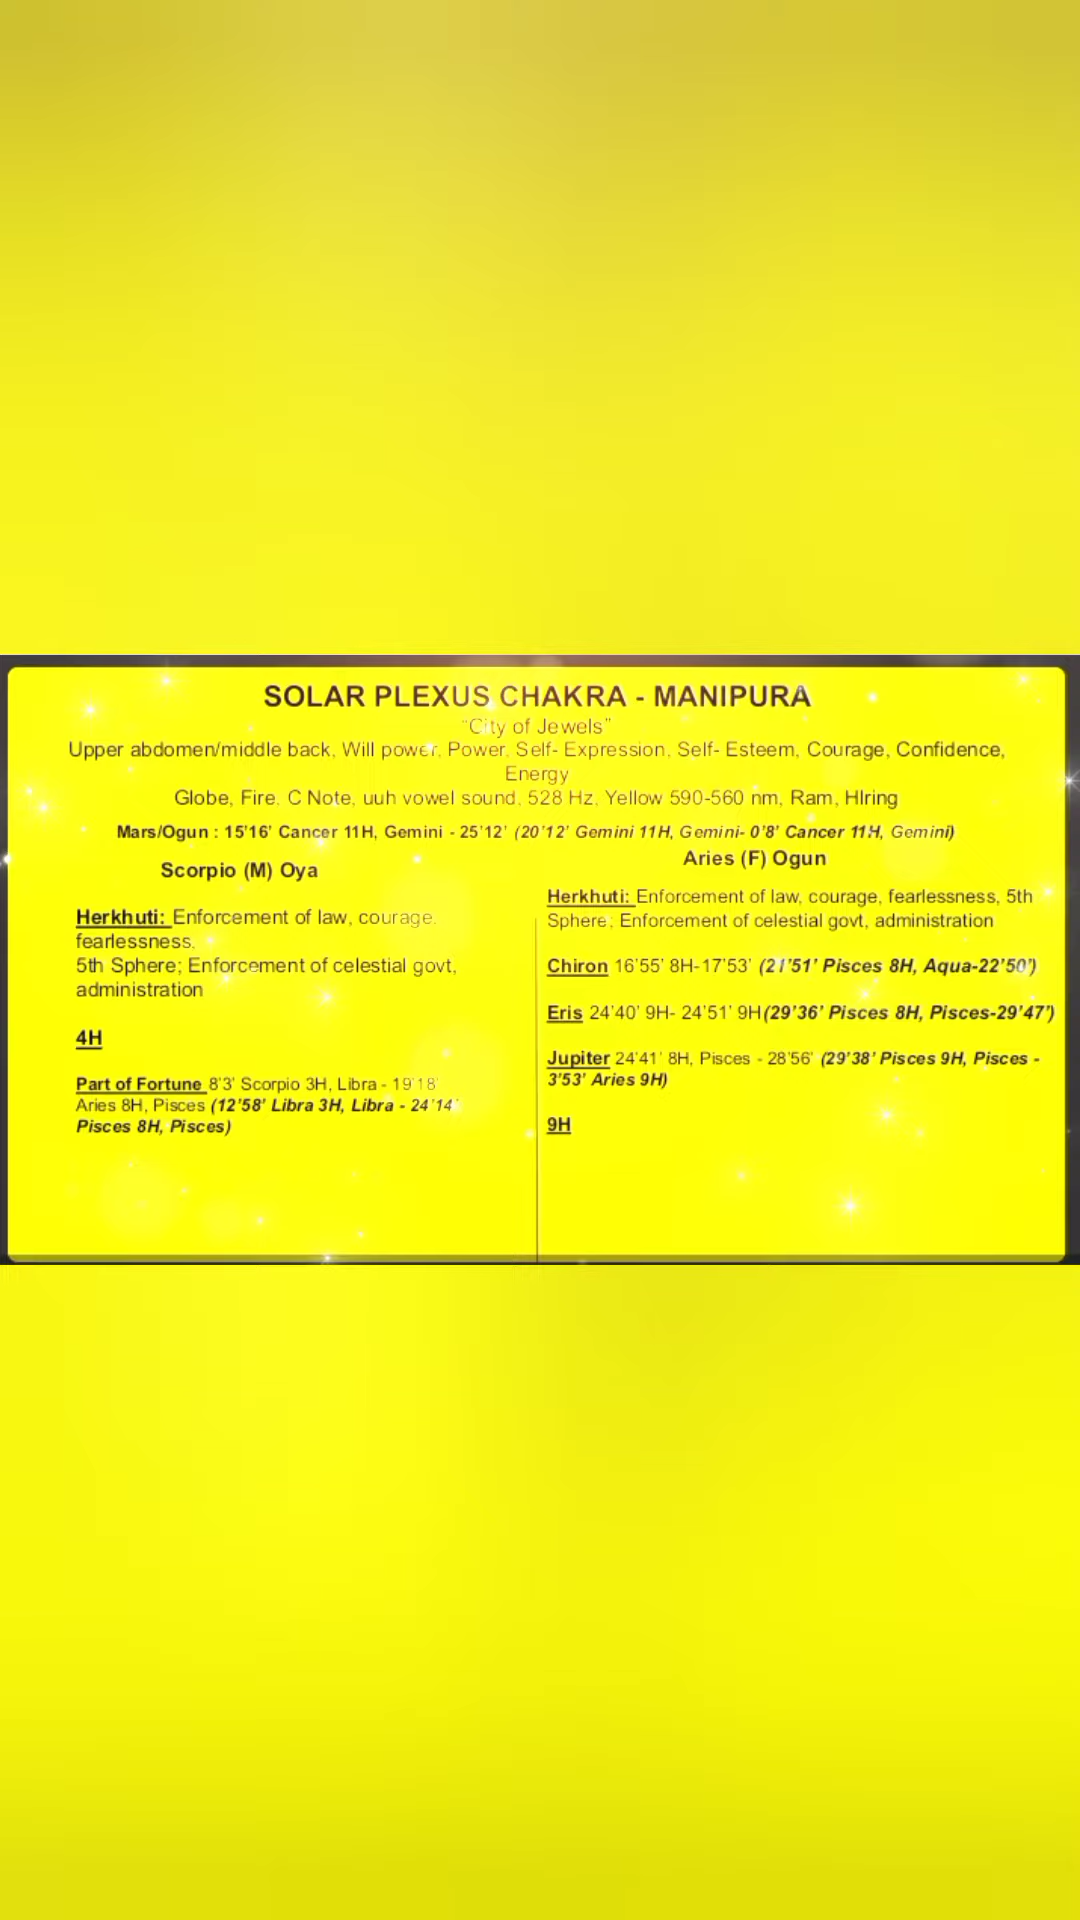 SOLAR PLEXUS CHAKRA - MANIPURA
"City of Jewels"
Upper abdomen/middle back, Will power, Power, Self- Expression, Self- Esteem, Courage, Confidence,
Energy
Globe, Fire. C Note, uuh vowel sound, 528 Hz, Yellow 590-560 nm, Ram, HIring
Mars/Ogun : 15'16' Cancer 11H, Gemini - 25'12' (20'12' Gemini 11H, Gemini- 0'8' Cancer 11H, Gemini)
Scorpio (M) Oya
Herkhuti: Enforcement of law, courage,
fearlessness,
5th Sphere; Enforcement of celestial govt,
administration
4H
Part of Fortune 8'3' Scorpio 3H, Libra - 19'18'
Aries 8H, Pisces (12'58' Libra 3H, Libra - 24'14'
Pisces 8H, Pisces)
Aries (F) Ogun
Herkhuti: Enforcement of law, courage, fearlessness, 5th
Sphere; Enforcement of celestial govt, administration
Chiron 16'55' 8H-17'53' (21'51' Pisces 8H, Aqua-22'50')
Eris 24'40' 9H- 24'51' 9H(29'36' Pisces 8H, Pisces-29'47')
Jupiter 24'41' 8H, Pisces - 28'56' (29'38' Pisces 9H, Pisces -
3'53' Aries 9H)
9H